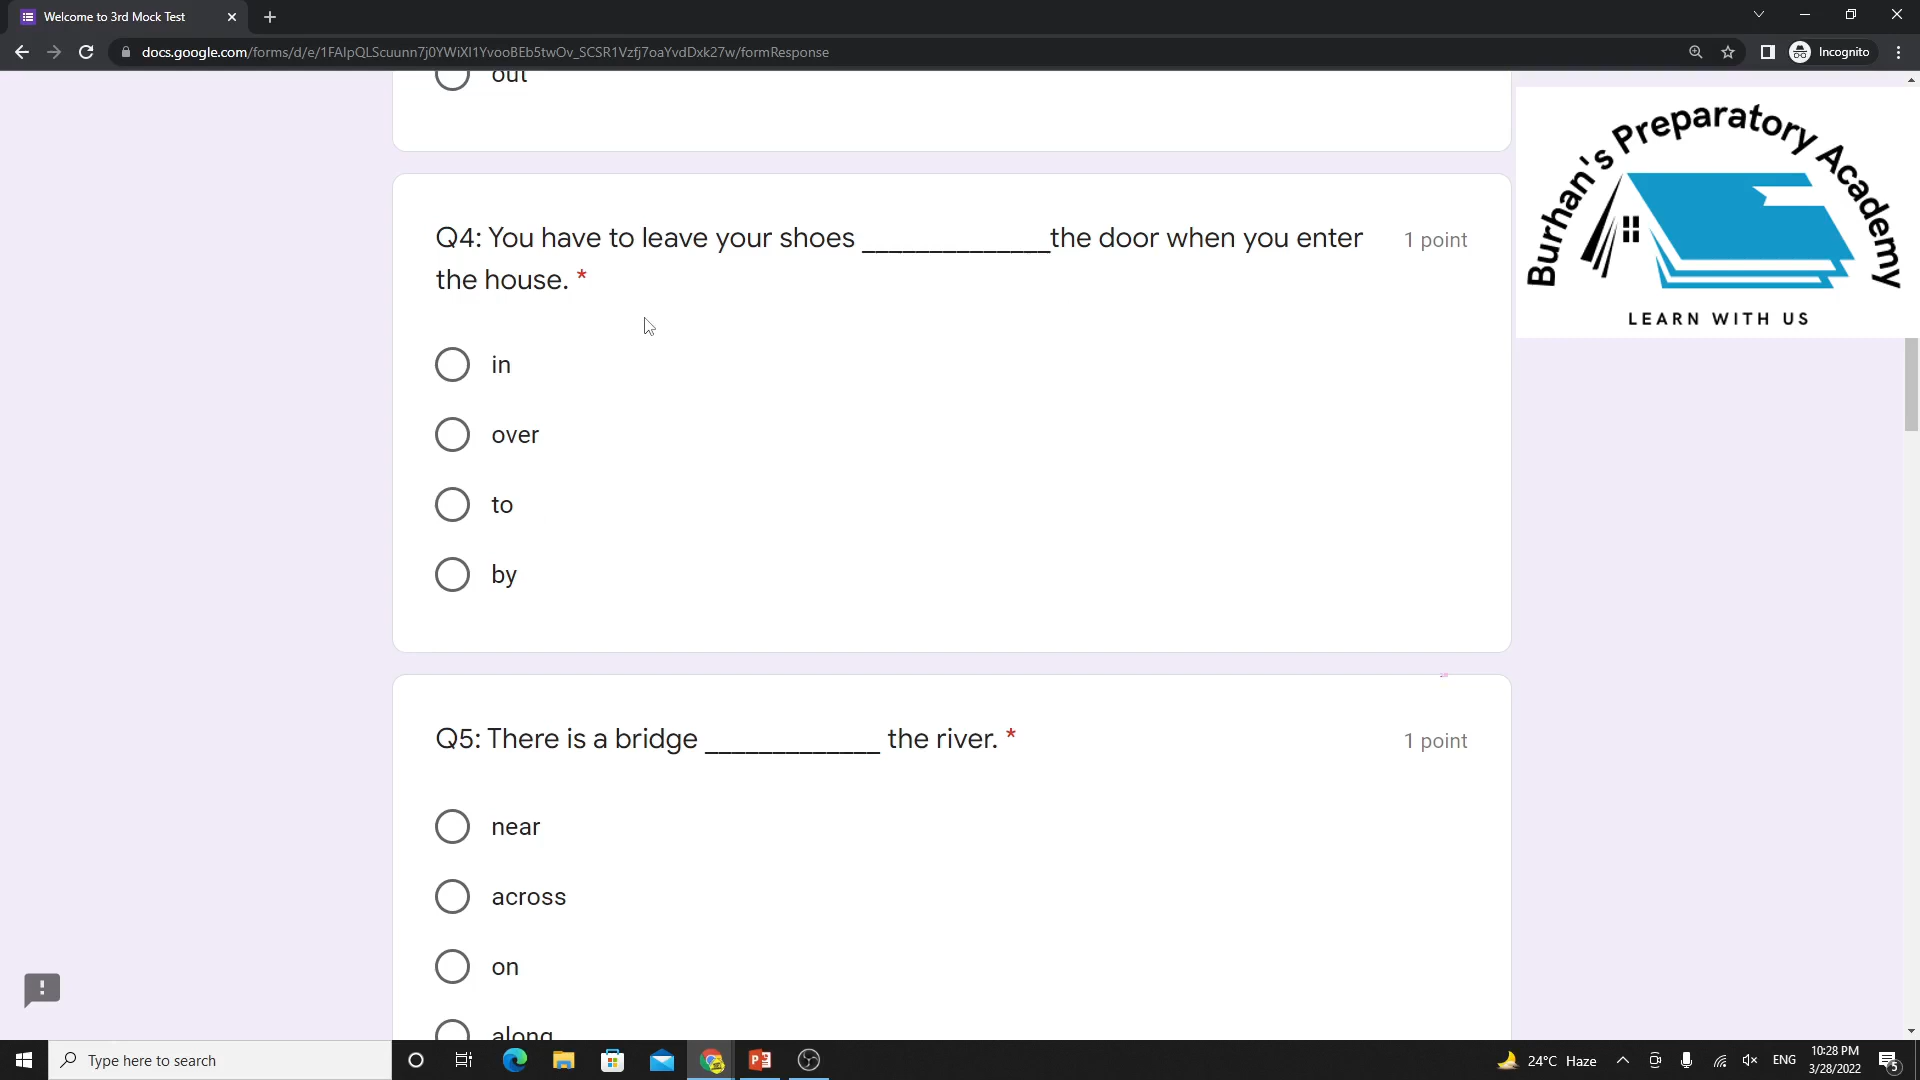 Welcome to 3rd Mock Test
docs.google.com/forms/d/e/1FAIpQLScuunn7j0YWiXI1YvooBEb5twOv_SCSR1Vzfj7oaYvdDxk27w/formResponse
Incognito
out
Burhan's Preparatory Academy
LEARN WITH US
Q4: You have to leave your shoes ______________the door when you enter
the house. *
1 point
in
over
to
by
Q5: There is a bridge _____________ the river. *
1 point
near
across
on
along
Type here to search
24°C Haze
ENG
10:28 PM
3/28/2022
5